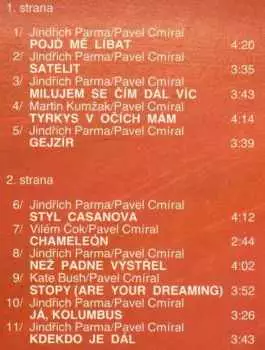 1. strana
1/ Jindřich Parma/Pavel Cmíral
POJĎ MĚ LÍBAT 4:20
2/ Jindřich Parma/Pavel Cmíral
SATELIT 3:35
3/ Jindřich Parma/Pavel Cmíral
MILUJEM SE ČÍM DÁL VÍC 3:43
4/ Martin Kumžak/Pavel Cmíral
TYRKYS V OČÍCH MÁM 4:14
5/ Jindřich Parma/Pavel Cmíral
GEJZÍR 3:39
2. strana
6/ Jindřich Parma/Pavel Cmíral
STYL CASANOVA 4:12
7/ Vilém Čok/Pavel Cmíral
CHAMELEÓN 2:44
8/ Jindřich Parma/Pavel Cmíral
NEŽ PADNE VÝSTŘEL 4:02
9/ Kate Bush/Pavel Cmíral
STOPY (ARE YOUR DREAMING) 3:52
10/ Jindřich Parma/Pavel Cmíral
JÁ, KOLUMBUS 3:26
11/ Jindřich Parma/Pavel Cmíral
KDEKDO JE DÁL 3:43